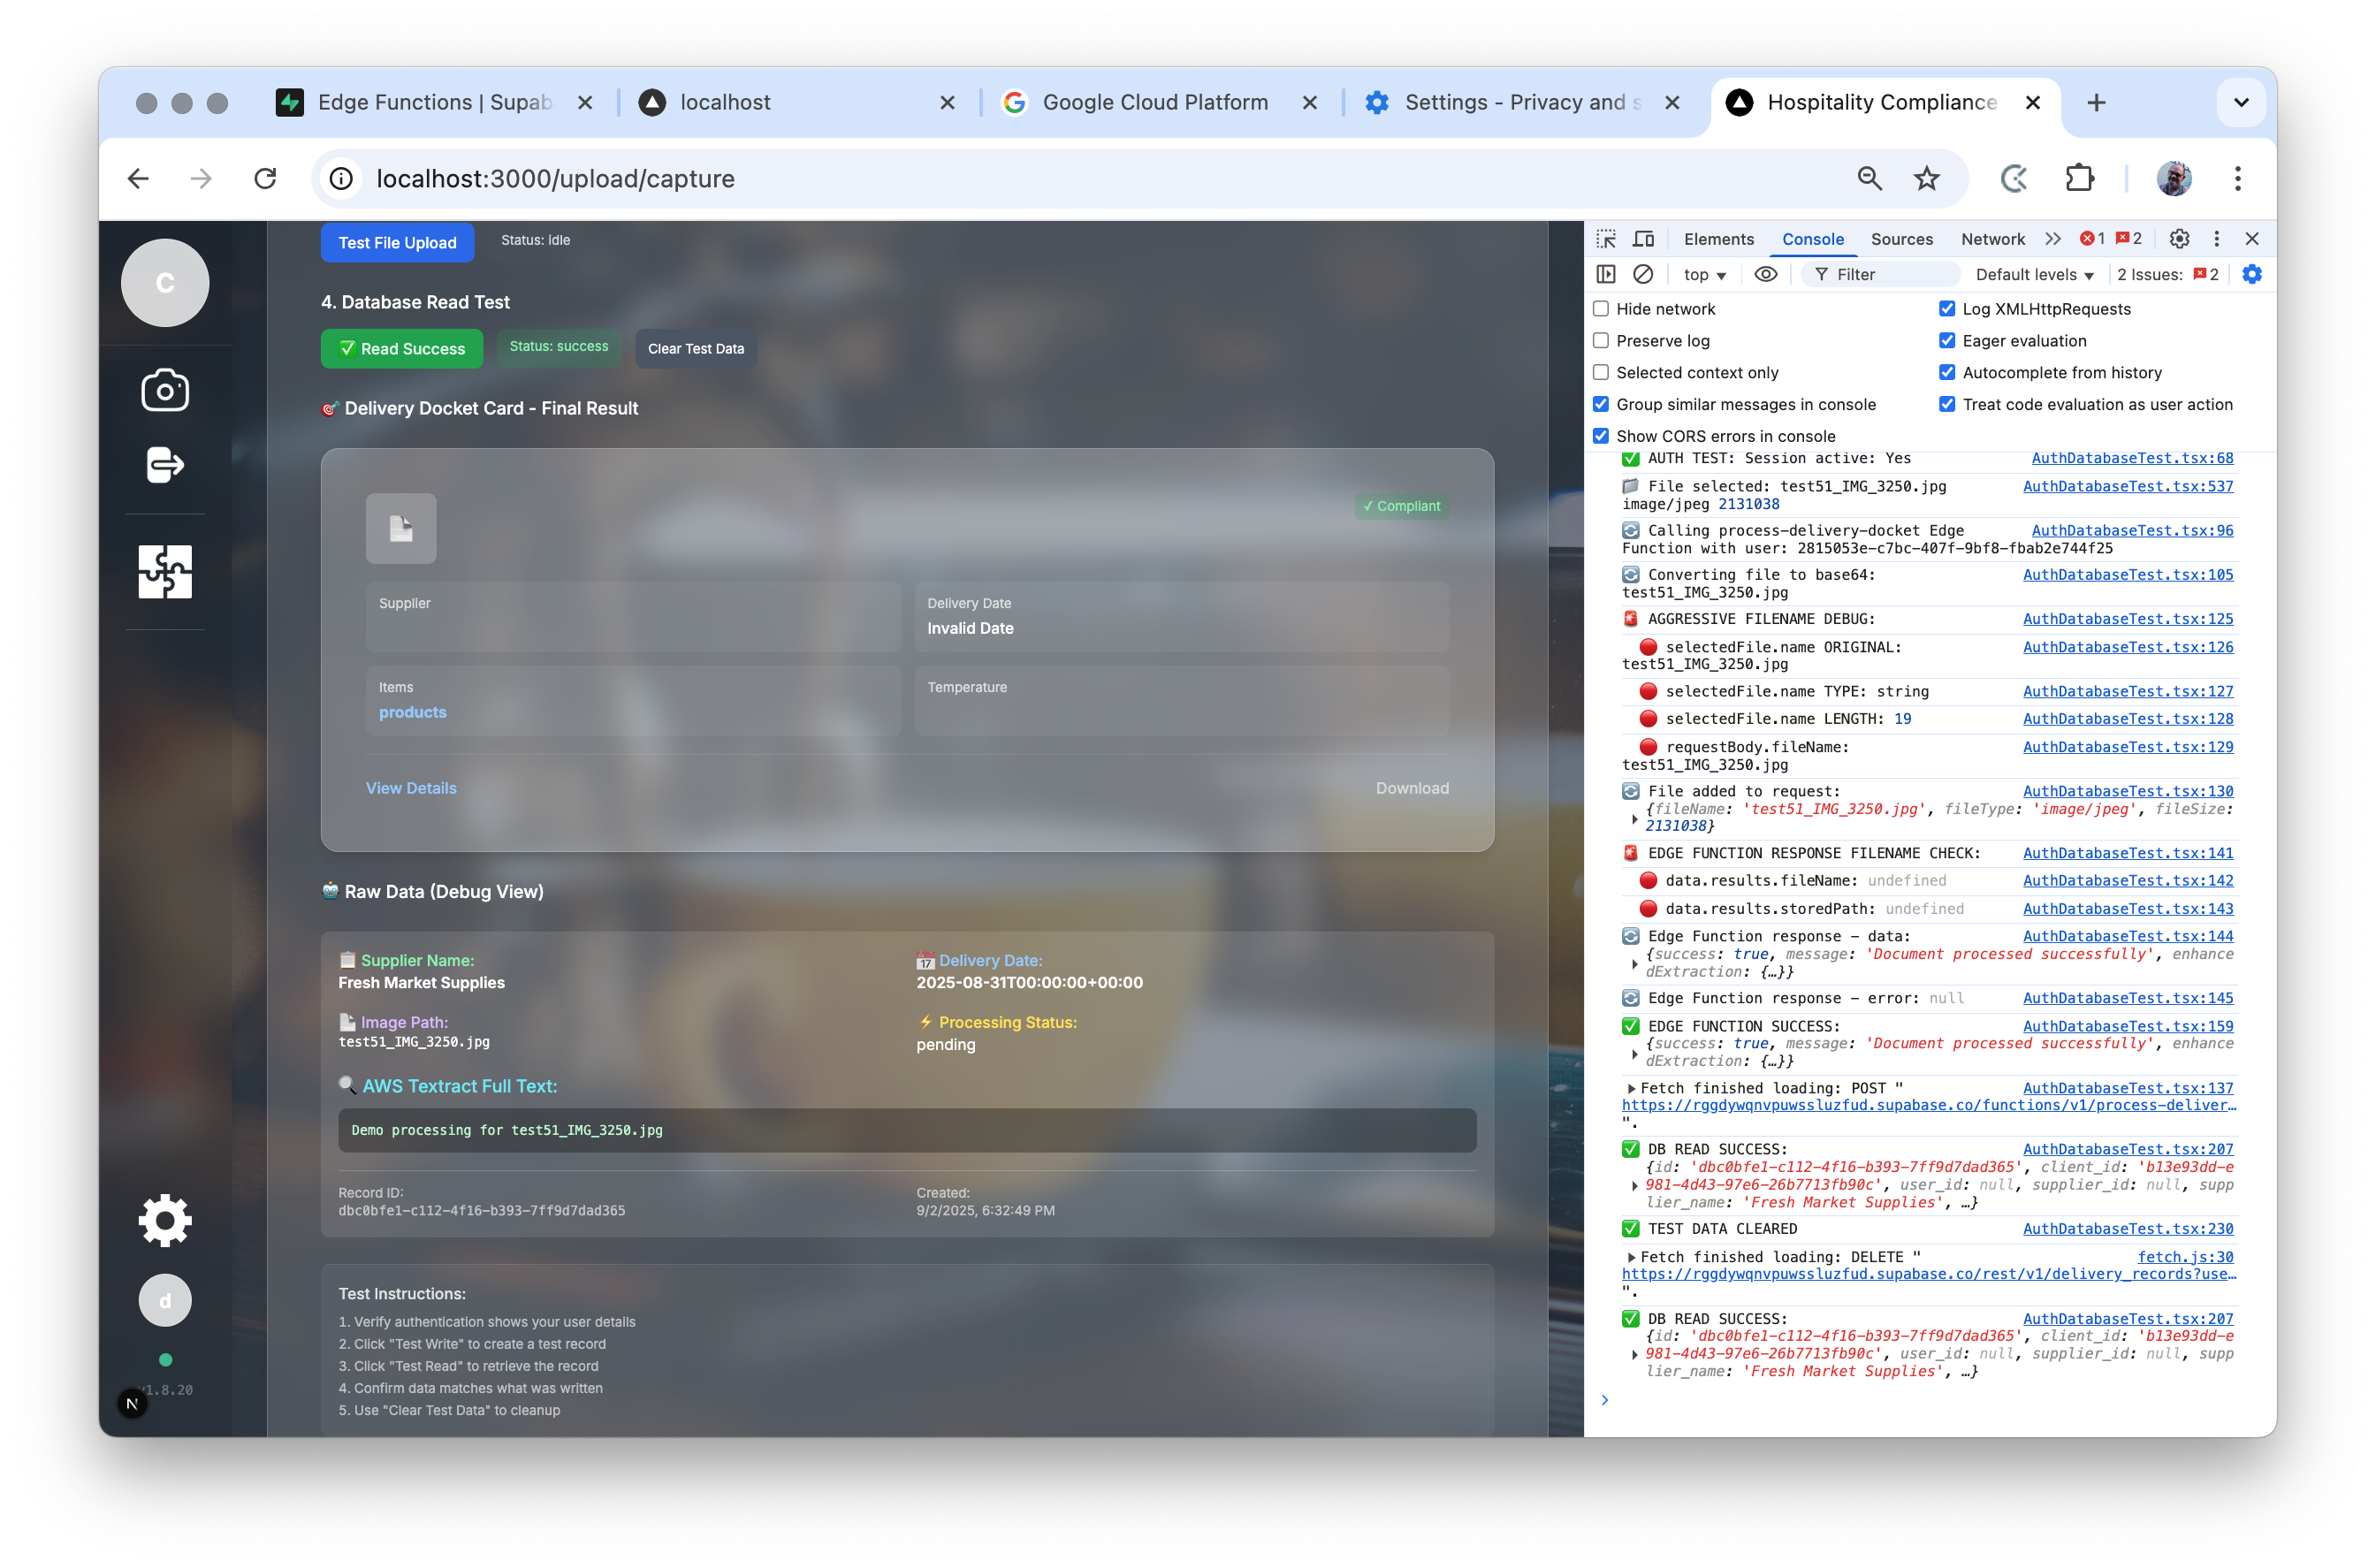 Edge Functions | Supab
localhost
Google Cloud Platform
Settings - Privacy and s
Hospitality Compliance
localhost:3000/upload/capture
C
d
v1.8.20
N
Test File Upload
Status: idle
4. Database Read Test
✅ Read Success
Status: success
Clear Test Data
🎯 Delivery Docket Card - Final Result
✓ Compliant
Supplier
Delivery Date
Invalid Date
Items
products
Temperature
View Details
Download
🤖 Raw Data (Debug View)
📋 Supplier Name:
Fresh Market Supplies
📅 Delivery Date:
2025-08-31T00:00:00+00:00
📄 Image Path:
test51_IMG_3250.jpg
⚡ Processing Status:
pending
🔍 AWS Textract Full Text:
Demo processing for test51_IMG_3250.jpg
Record ID:
dbc0bfe1-c112-4f16-b393-7ff9d7dad365
Created:
9/2/2025, 6:32:49 PM
Test Instructions:
1. Verify authentication shows your user details
2. Click "Test Write" to create a test record
3. Click "Test Read" to retrieve the record
4. Confirm data matches what was written
5. Use "Clear Test Data" to cleanup
Elements
Console
Sources
Network
1
2
top
Filter
Default levels
2 Issues: 2
Hide network
Log XMLHttpRequests
Preserve log
Eager evaluation
Selected context only
Autocomplete from history
Group similar messages in console
Treat code evaluation as user action
Show CORS errors in console
✅ AUTH TEST: Session active: Yes AuthDatabaseTest.tsx:68
📁 File selected: test51_IMG_3250.jpg AuthDatabaseTest.tsx:537
image/jpeg 2131038
🔄 Calling process-delivery-docket Edge AuthDatabaseTest.tsx:96
Function with user: 2815053e-c7bc-407f-9bf8-fbab2e744f25
🔄 Converting file to base64: AuthDatabaseTest.tsx:105
test51_IMG_3250.jpg
🚨 AGGRESSIVE FILENAME DEBUG: AuthDatabaseTest.tsx:125
🔴 selectedFile.name ORIGINAL: AuthDatabaseTest.tsx:126
test51_IMG_3250.jpg
🔴 selectedFile.name TYPE: string AuthDatabaseTest.tsx:127
🔴 selectedFile.name LENGTH: 19 AuthDatabaseTest.tsx:128
🔴 requestBody.fileName: AuthDatabaseTest.tsx:129
test51_IMG_3250.jpg
🔄 File added to request: AuthDatabaseTest.tsx:130
{fileName: 'test51_IMG_3250.jpg', fileType: 'image/jpeg', fileSize:
2131038}
🚨 EDGE FUNCTION RESPONSE FILENAME CHECK: AuthDatabaseTest.tsx:141
🔴 data.results.fileName: undefined AuthDatabaseTest.tsx:142
🔴 data.results.storedPath: undefined AuthDatabaseTest.tsx:143
🔄 Edge Function response – data: AuthDatabaseTest.tsx:144
{success: true, message: 'Document processed successfully', enhance
dExtraction: {…}}
🔄 Edge Function response – error: null AuthDatabaseTest.tsx:145
✅ EDGE FUNCTION SUCCESS: AuthDatabaseTest.tsx:159
{success: true, message: 'Document processed successfully', enhance
dExtraction: {…}}
Fetch finished loading: POST " AuthDatabaseTest.tsx:137
https://rggdywqnvpuwssluzfud.supabase.co/functions/v1/process-deliver…
".
✅ DB READ SUCCESS: AuthDatabaseTest.tsx:207
{id: 'dbc0bfe1-c112-4f16-b393-7ff9d7dad365', client_id: 'b13e93dd-e
981-4d43-97e6-26b7713fb90c', user_id: null, supplier_id: null, supp
lier_name: 'Fresh Market Supplies', …}
✅ TEST DATA CLEARED AuthDatabaseTest.tsx:230
Fetch finished loading: DELETE " fetch.js:30
https://rggdywqnvpuwssluzfud.supabase.co/rest/v1/delivery_records?use…
".
✅ DB READ SUCCESS: AuthDatabaseTest.tsx:207
{id: 'dbc0bfe1-c112-4f16-b393-7ff9d7dad365', client_id: 'b13e93dd-e
981-4d43-97e6-26b7713fb90c', user_id: null, supplier_id: null, supp
lier_name: 'Fresh Market Supplies', …}